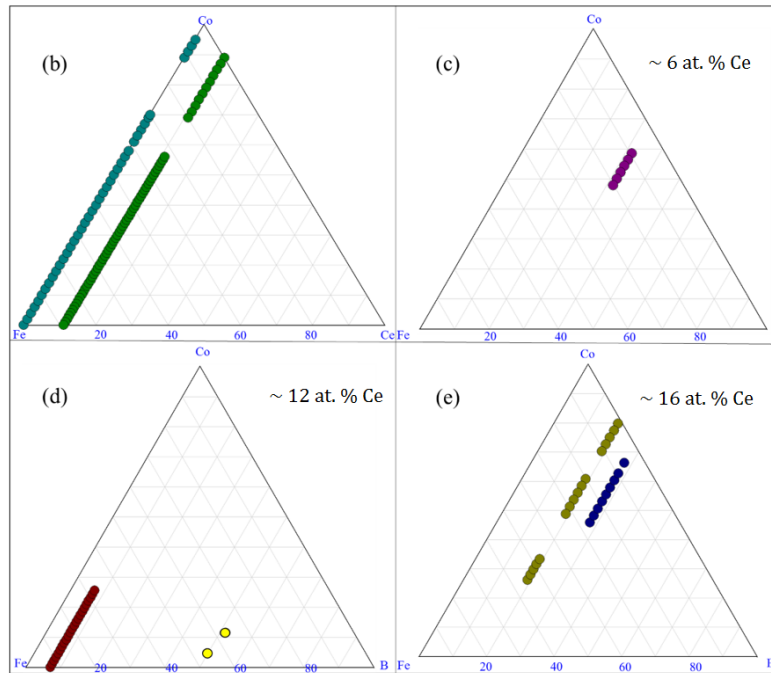 Co
(b)
Fe 20 40 60 80 Ce
Co
(c)
~ 6 at. % Ce
Fe 20 40 60 80
Co
(d)
~ 12 at. % Ce
Fe 20 40 60 80 B
Co
(e)
~ 16 at. % Ce
Fe 20 40 60 80